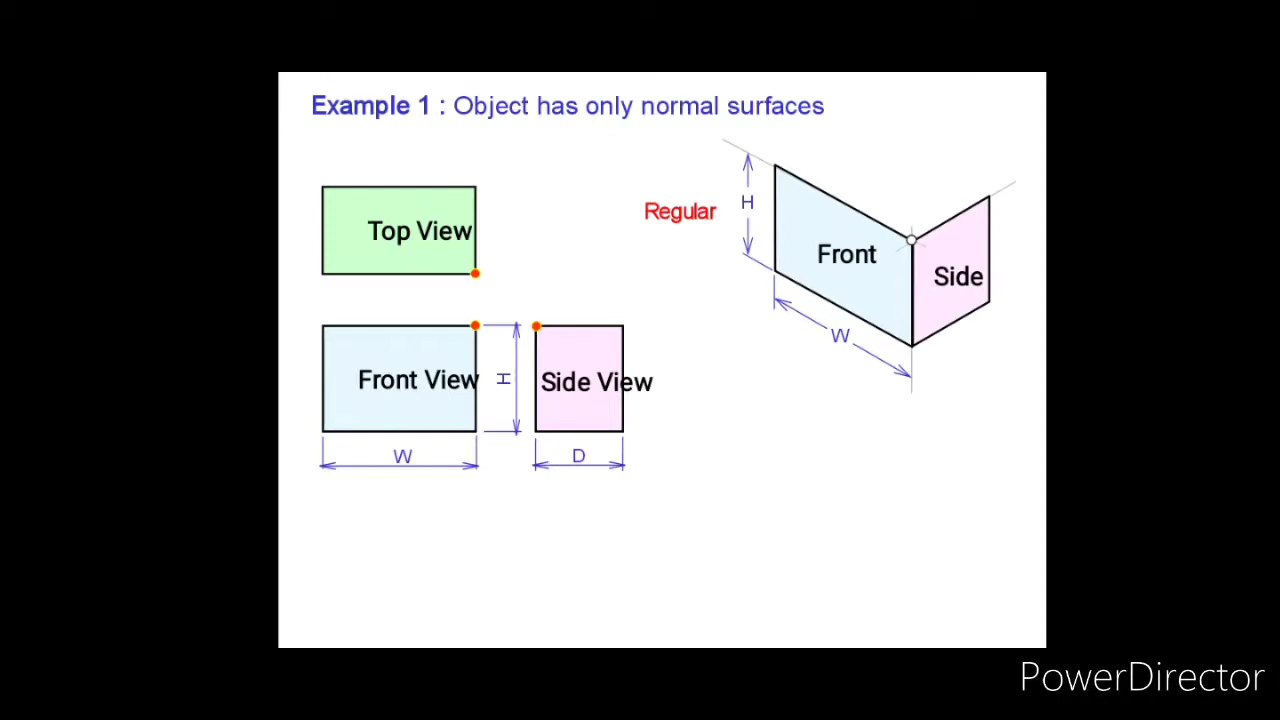 Example 1 : Object has only normal surfaces
Top View
Regular
H
Front
Side
W
Front View
H
Side View
W
D
PowerDirector